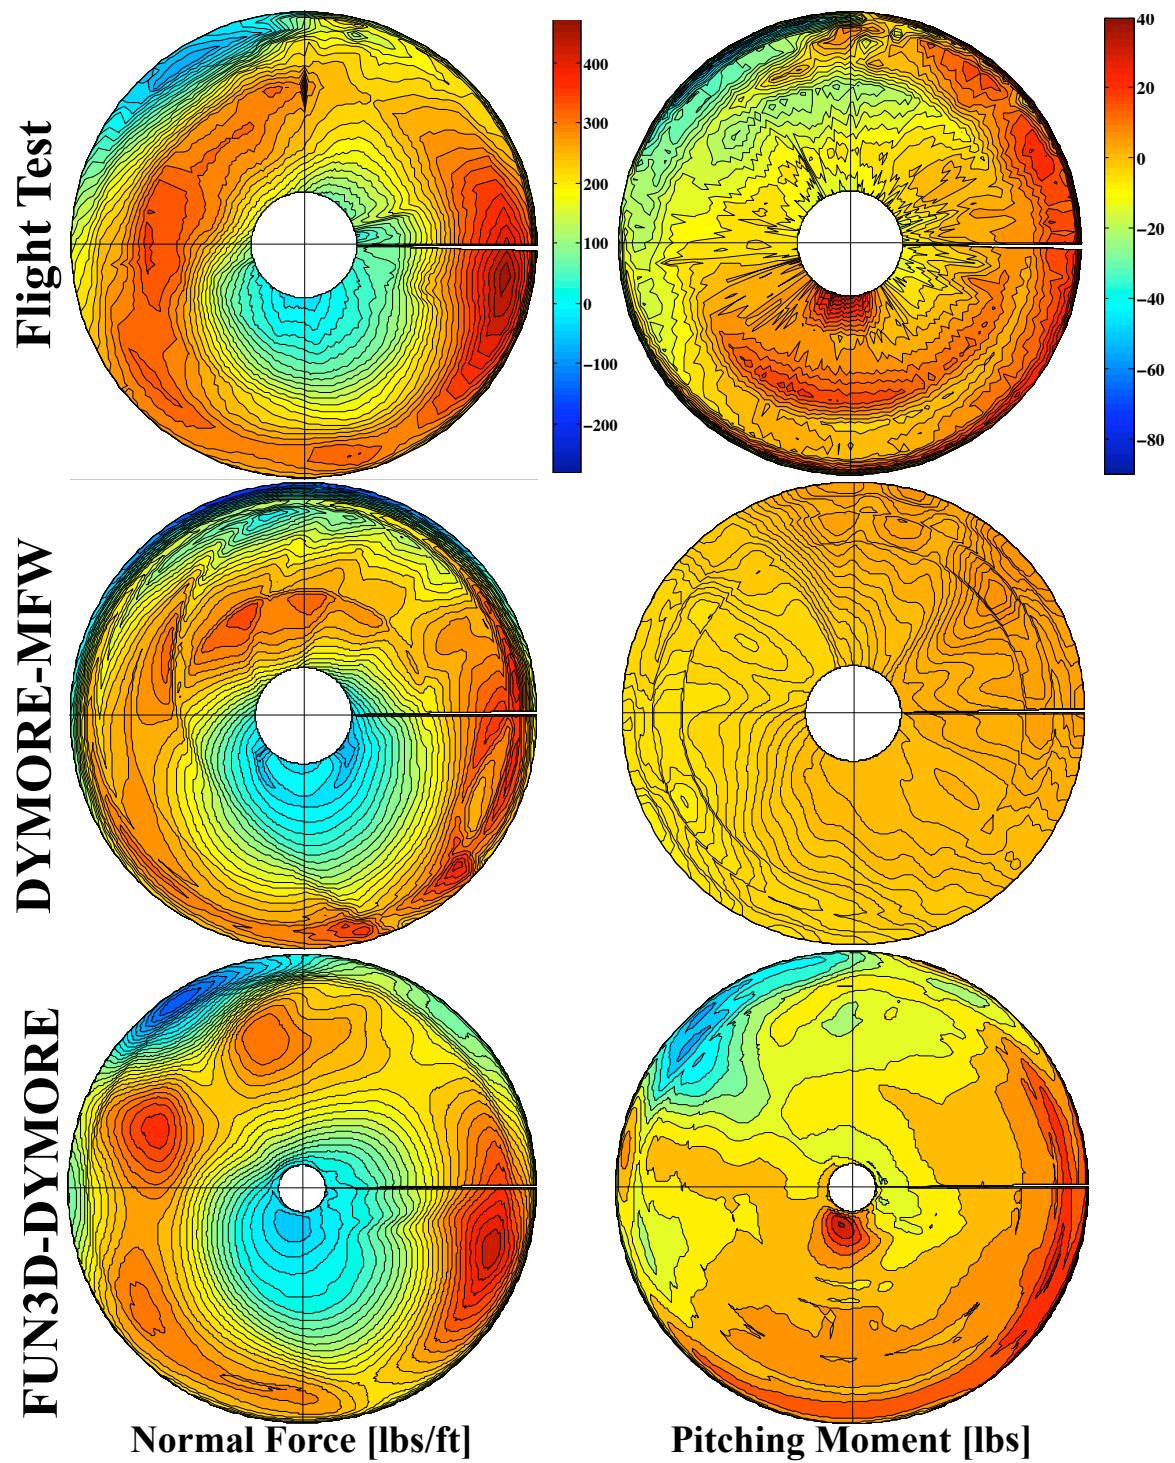 Flight Test
400
300
200
100
0
−100
−200
40
20
0
−20
−40
−60
−80
DYMORE-MFW
FUN3D-DYMORE
Normal Force [lbs/ft]
Pitching Moment [lbs]